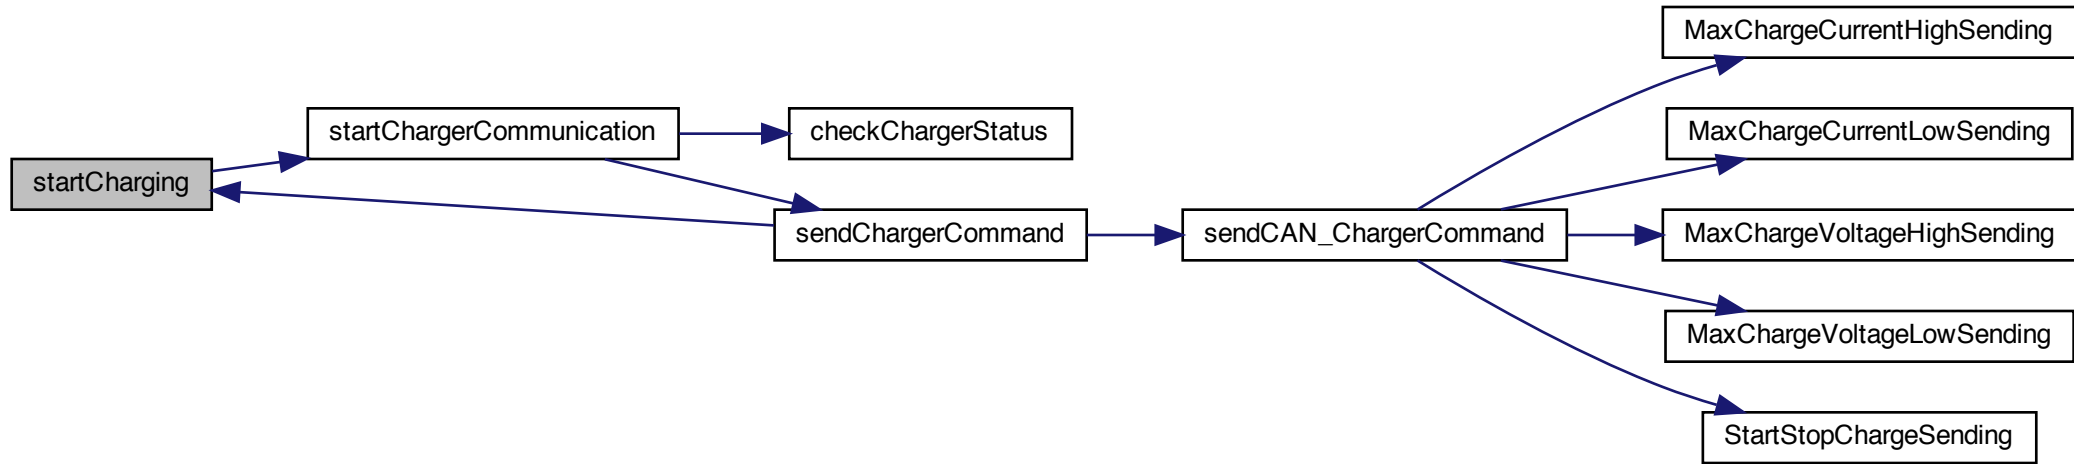 startCharging
startChargerCommunication
checkChargerStatus
sendChargerCommand
sendCAN_ChargerCommand
MaxChargeCurrentHighSending
MaxChargeCurrentLowSending
MaxChargeVoltageHighSending
MaxChargeVoltageLowSending
StartStopChargeSending